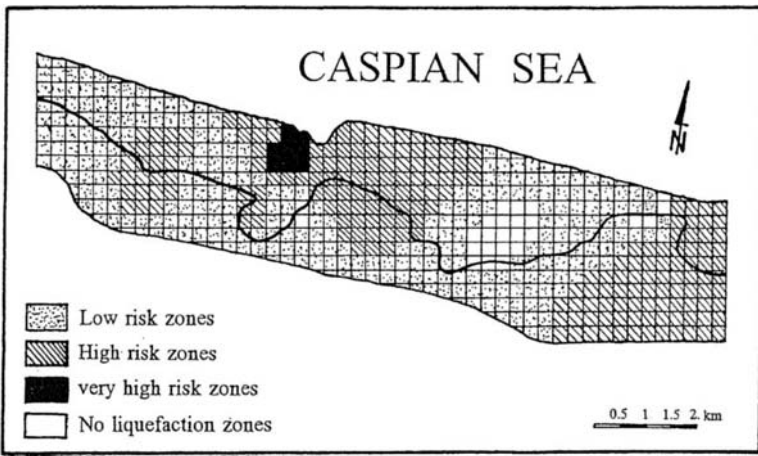 CASPIAN SEA
N
Low risk zones
High risk zones
very high risk zones
No liquefaction zones
0.5 1 1.5 2. km